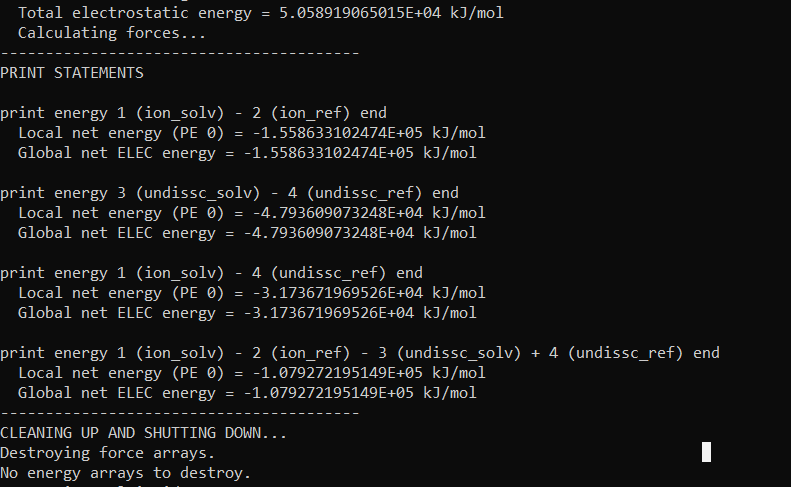 Total electrostatic energy = 5.058919065015E+04 kJ/mol
Calculating forces...
----------------------------------------
PRINT STATEMENTS
print energy 1 (ion_solv) - 2 (ion_ref) end
Local net energy (PE 0) = -1.558633102474E+05 kJ/mol
Global net ELEC energy = -1.558633102474E+05 kJ/mol
print energy 3 (undissc_solv) - 4 (undissc_ref) end
Local net energy (PE 0) = -4.793609073248E+04 kJ/mol
Global net ELEC energy = -4.793609073248E+04 kJ/mol
print energy 1 (ion_solv) - 4 (undissc_ref) end
Local net energy (PE 0) = -3.173671969526E+04 kJ/mol
Global net ELEC energy = -3.173671969526E+04 kJ/mol
print energy 1 (ion_solv) - 2 (ion_ref) - 3 (undissc_solv) + 4 (undissc_ref) end
Local net energy (PE 0) = -1.079272195149E+05 kJ/mol
Global net ELEC energy = -1.079272195149E+05 kJ/mol
----------------------------------------
CLEANING UP AND SHUTTING DOWN...
Destroying force arrays.
No energy arrays to destroy.